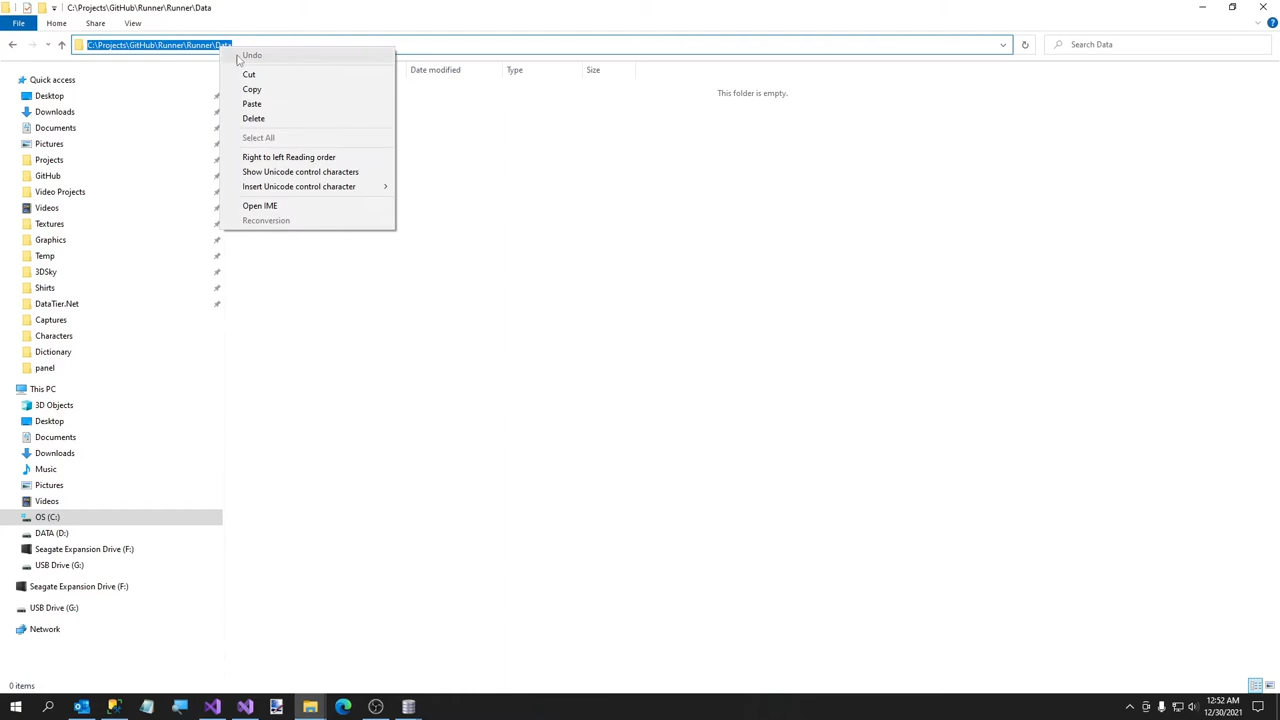 C:\Projects\GitHub\Runner\Runner\Data
File
Home
Share
View
C:\Projects\GitHub\Runner\Runner\Data
Search Data
Undo
Cut
Copy
Paste
Delete
Select All
Right to left Reading order
Show Unicode control characters
Insert Unicode control character
Open IME
Reconversion
Date modified
Type
Size
This folder is empty.
Quick access
Desktop
Downloads
Documents
Pictures
Projects
GitHub
Video Projects
Videos
Textures
Graphics
Temp
3DSky
Shirts
DataTier.Net
Captures
Characters
Dictionary
panel
This PC
3D Objects
Desktop
Documents
Downloads
Music
Pictures
Videos
OS (C:)
DATA (D:)
Seagate Expansion Drive (F:)
USB Drive (G:)
Seagate Expansion Drive (F:)
USB Drive (G:)
Network
0 items
12:52 AM
12/30/2021